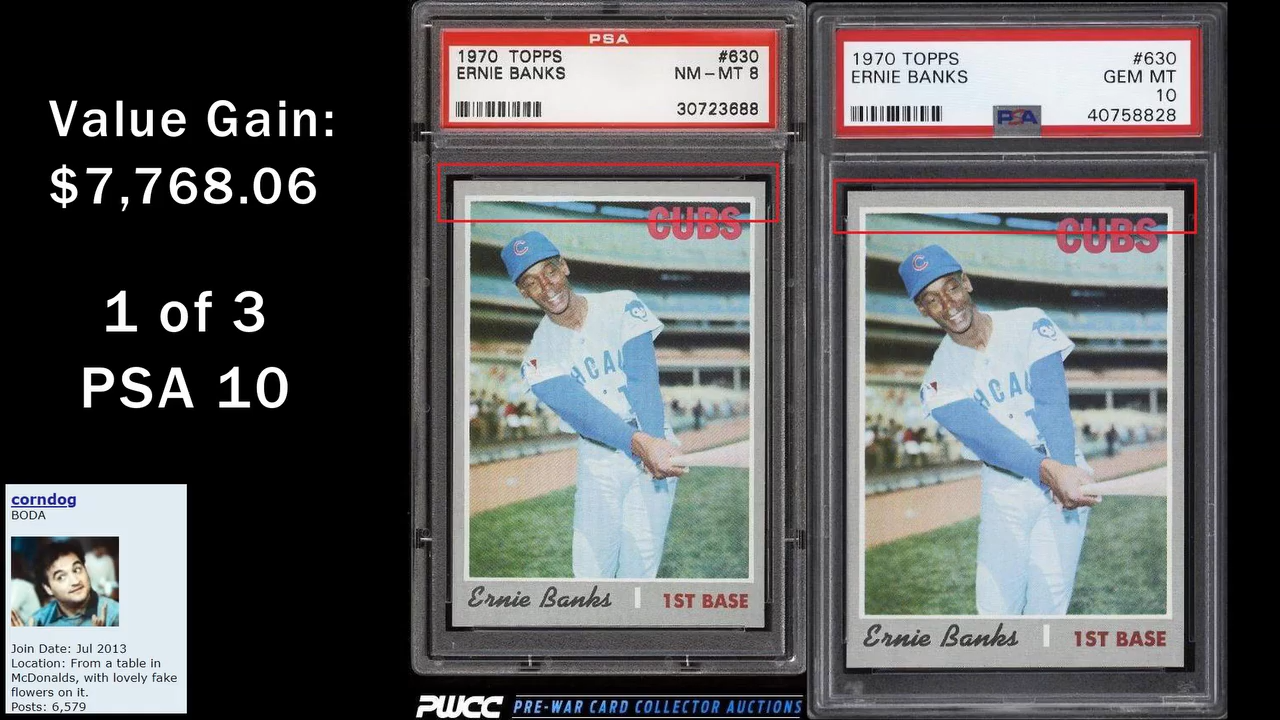 Value Gain:
$7,768.06
1 of 3
PSA 10
corndog
BODA
Join Date: Jul 2013
Location: From a table in
McDonalds, with lovely fake
flowers on it.
Posts: 6,579
PSA
1970 TOPPS #630
ERNIE BANKS NM-MT 8
30723688
CUBS
C
HCAG
Ernie Banks 1ST BASE
PWCC PRE-WAR CARD COLLECTOR AUCTIONS
1970 TOPPS #630
ERNIE BANKS GEM MT
10
PSA 40758828
CUBS
C
HCAG
Ernie Banks 1ST BASE